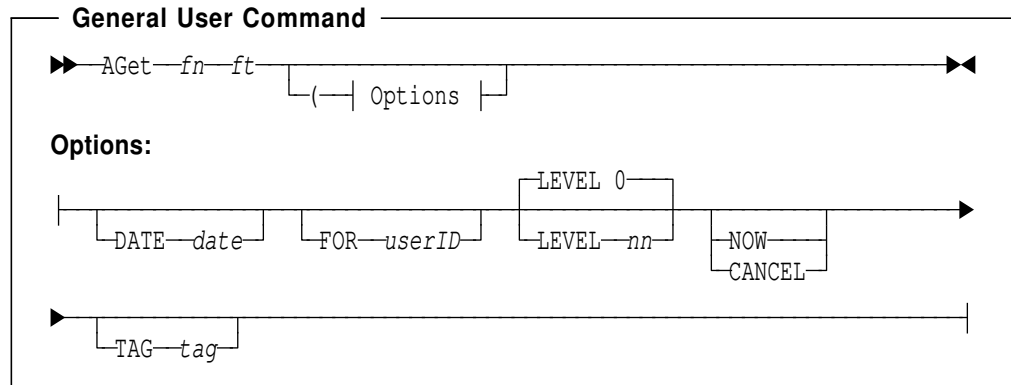 General User Command
AGet fn ft
( Options
Options:
LEVEL 0
DATE date FOR userID LEVEL nn NOW
CANCEL
TAG tag